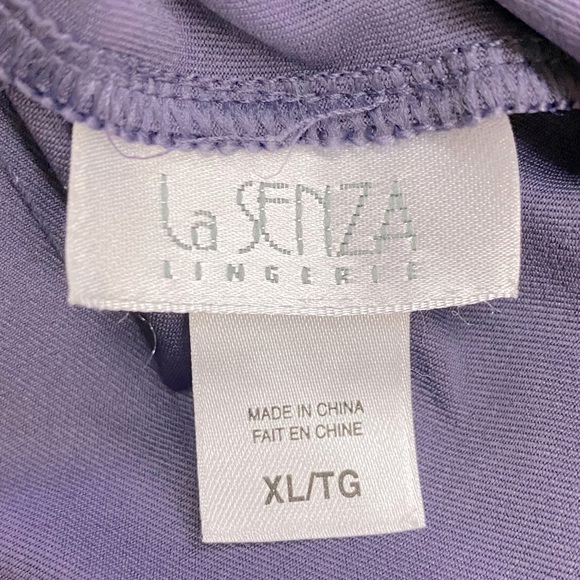 La SENZA
LINGERIE
MADE IN CHINA
FAIT EN CHINE
XL/TG